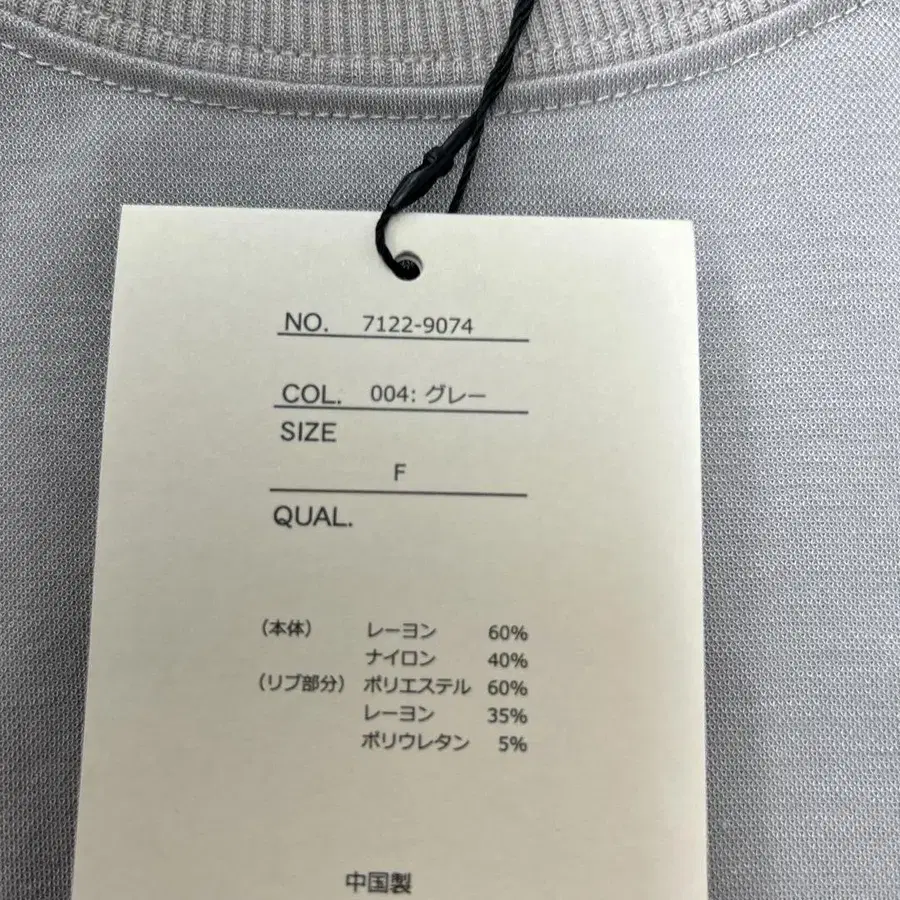 NO. 7122-9074
COL. 004: グレー
SIZE
F
QUAL.
(本体) レーヨン 60%
ナイロン 40%
(リブ部分) ポリエステル 60%
レーヨン 35%
ポリウレタン 5%
中国製